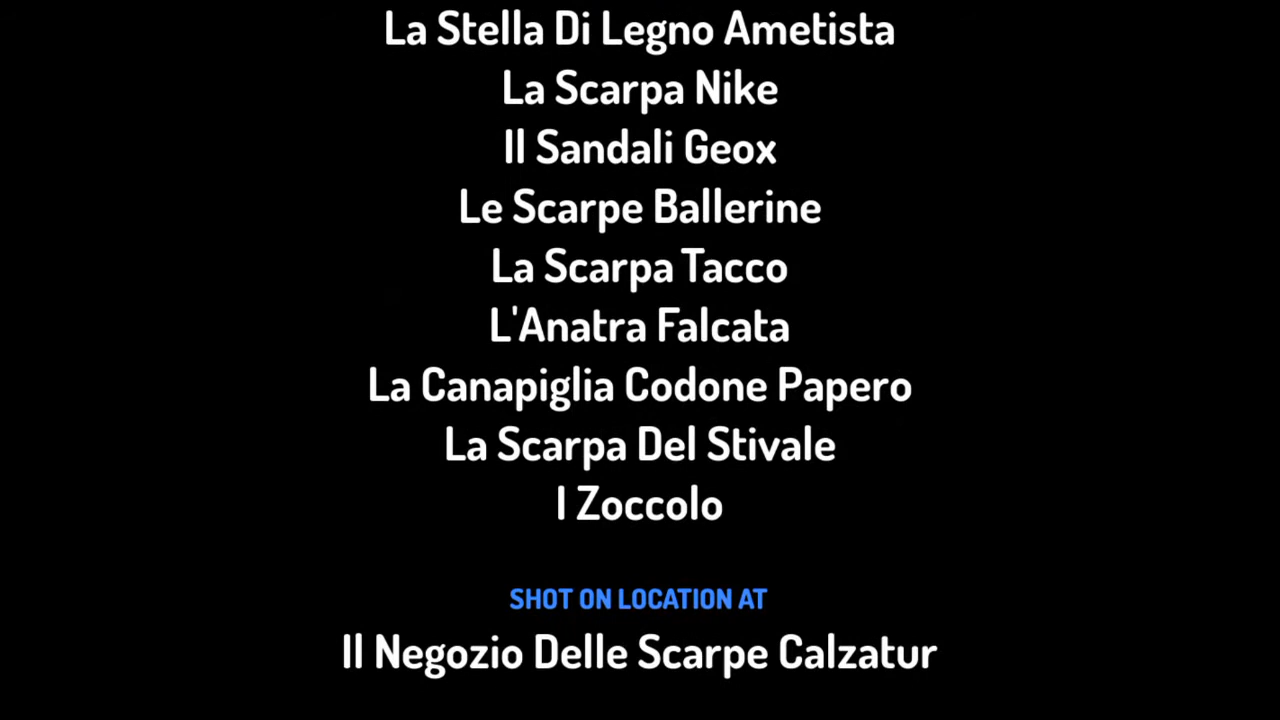 La Stella Di Legno Ametista
La Scarpa Nike
Il Sandali Geox
Le Scarpe Ballerine
La Scarpa Tacco
L'Anatra Falcata
La Canapiglia Codone Papero
La Scarpa Del Stivale
I Zoccolo
SHOT ON LOCATION AT
Il Negozio Delle Scarpe Calzatur